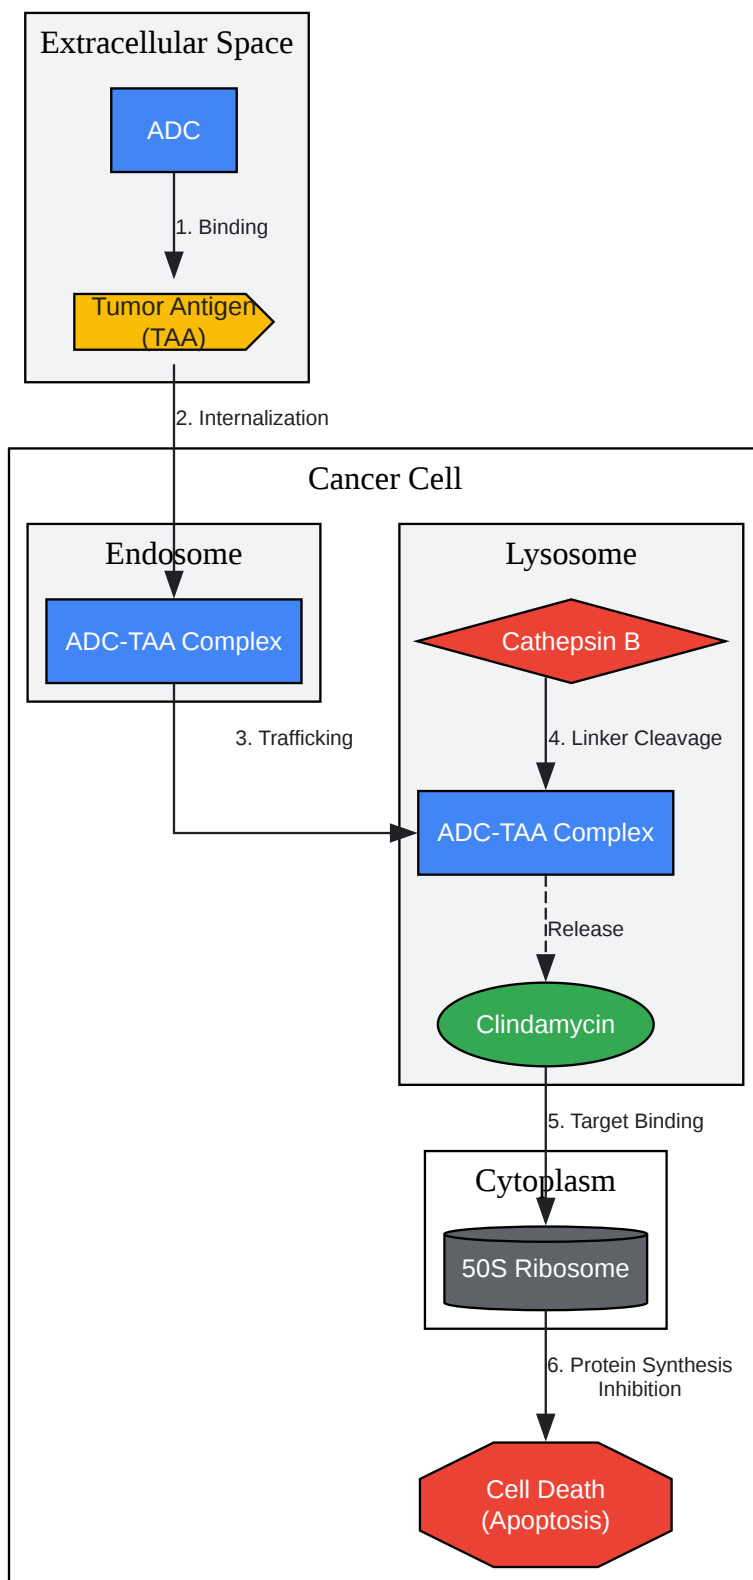 Extracellular Space
ADC
1. Binding
Tumor Antigen
(TAA)
2. Internalization
Cancer Cell
Endosome
ADC-TAA Complex
3. Trafficking
Lysosome
Cathepsin B
4. Linker Cleavage
ADC-TAA Complex
Release
Clindamycin
5. Target Binding
Cytoplasm
50S Ribosome
6. Protein Synthesis
Inhibition
Cell Death
(Apoptosis)